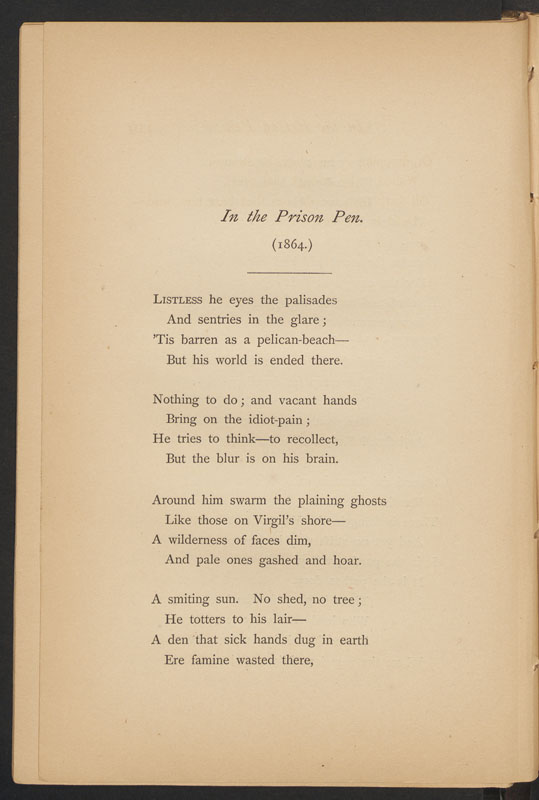 In the Prison Pen.
(1864.)
LISTLESS he eyes the palisades
And sentries in the glare;
'Tis barren as a pelican-beach—
But his world is ended there.
Nothing to do; and vacant hands
Bring on the idiot-pain;
He tries to think—to recollect,
But the blur is on his brain.
Around him swarm the plaining ghosts
Like those on Virgil's shore—
A wilderness of faces dim,
And pale ones gashed and hoar.
A smiting sun. No shed, no tree;
He totters to his lair—
A den that sick hands dug in earth
Ere famine wasted there,